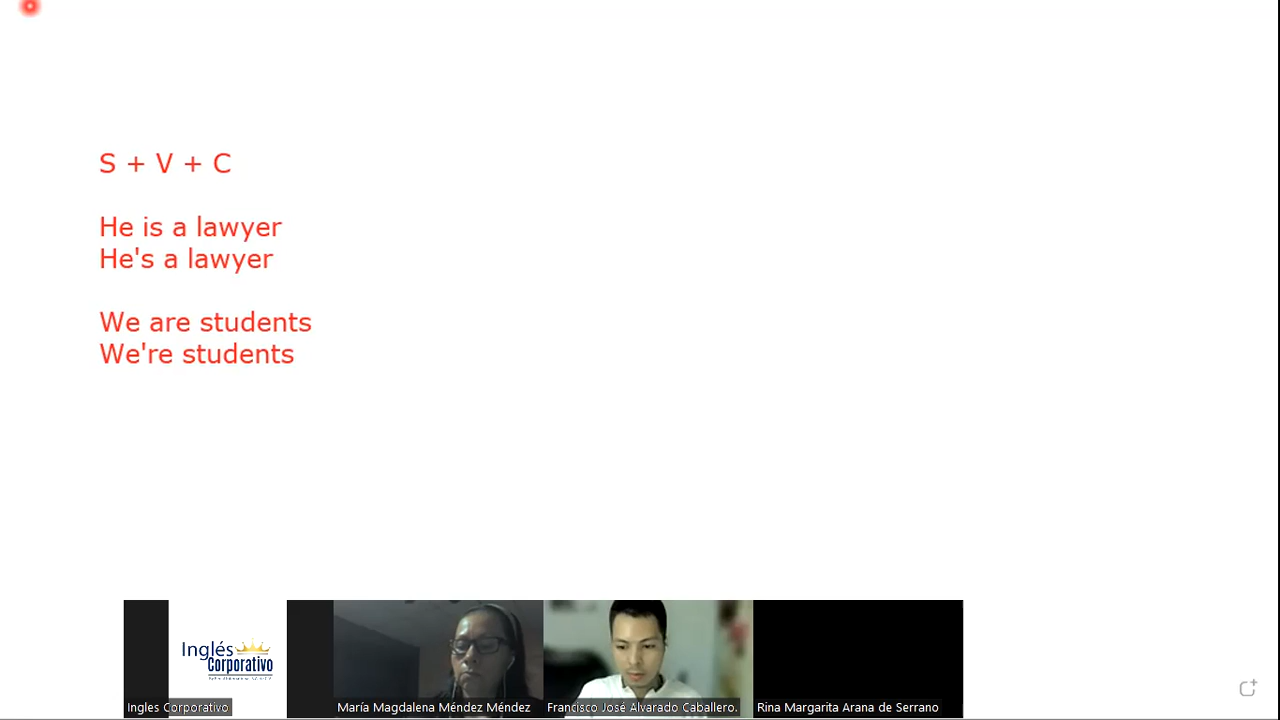 S + V + C
He is a lawyer
He's a lawyer
We are students
We're students
Inglés
Corporativo
Ingles Corporativo
María Magdalena Méndez Méndez
Francisco José Alvarado Caballero.
Rina Margarita Arana de Serrano